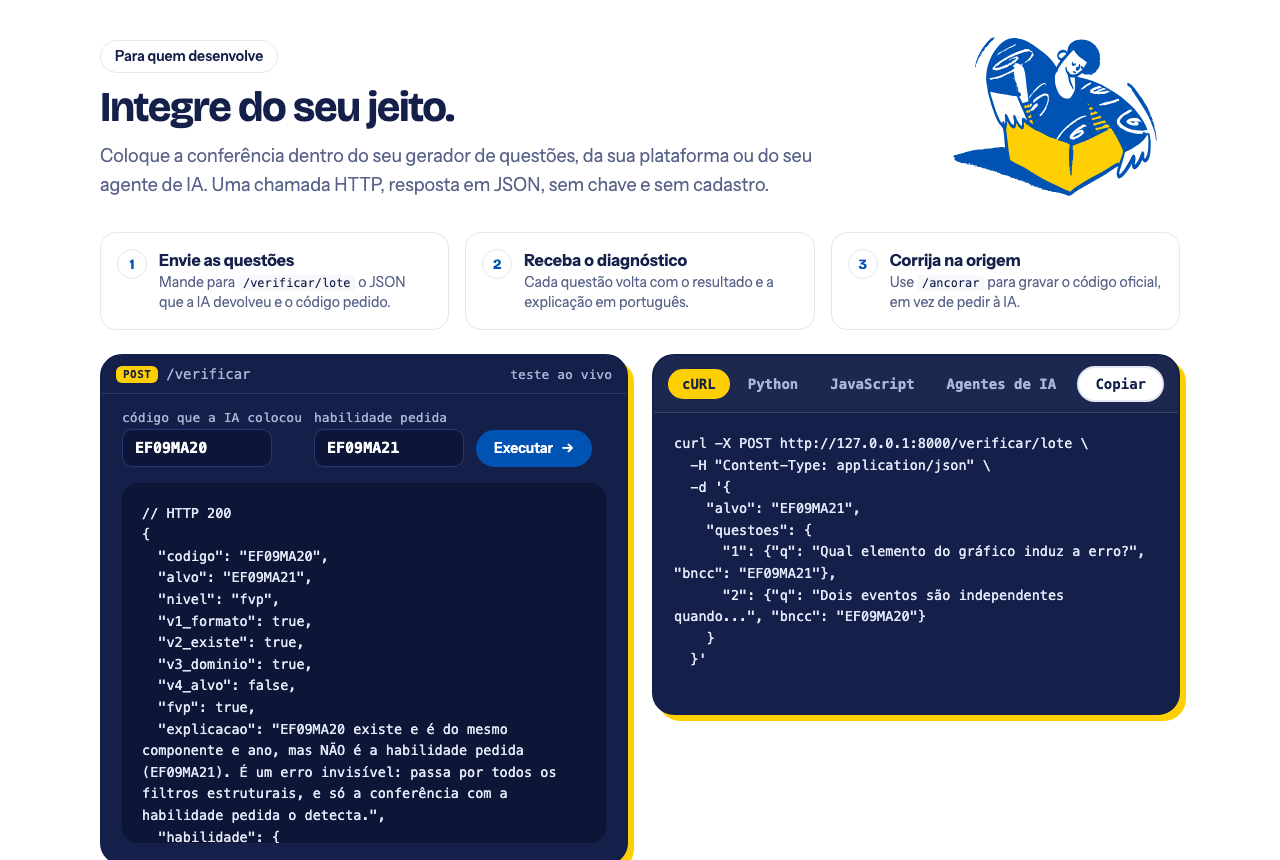 Para quem desenvolve
Integre do seu jeito.
Coloque a conferência dentro do seu gerador de questões, da sua plataforma ou do seu
agente de IA. Uma chamada HTTP, resposta em JSON, sem chave e sem cadastro.
1
Envie as questões
Mande para /verificar/lote o JSON
que a IA devolveu e o código pedido.
2
Receba o diagnóstico
Cada questão volta com o resultado e a
explicação em português.
3
Corrija na origem
Use /ancorar para gravar o código oficial,
em vez de pedir à IA.
POST /verificar teste ao vivo
código que a IA colocou habilidade pedida
EF09MA20 EF09MA21 Executar →
// HTTP 200
{
"codigo": "EF09MA20",
"alvo": "EF09MA21",
"nivel": "fvp",
"v1_formato": true,
"v2_existe": true,
"v3_dominio": true,
"v4_alvo": false,
"fvp": true,
"explicacao": "EF09MA20 existe e é do mesmo
componente e ano, mas NÃO é a habilidade pedida
(EF09MA21). É um erro invisível: passa por todos os
filtros estruturais, e só a conferência com a
habilidade pedida o detecta.",
"habilidade": {
cURL Python JavaScript Agentes de IA Copiar
curl -X POST http://127.0.0.1:8000/verificar/lote \
-H "Content-Type: application/json" \
-d '{
"alvo": "EF09MA21",
"questoes": {
"1": {"q": "Qual elemento do gráfico induz a erro?",
"bncc": "EF09MA21"},
"2": {"q": "Dois eventos são independentes
quando...", "bncc": "EF09MA20"}
}
}'